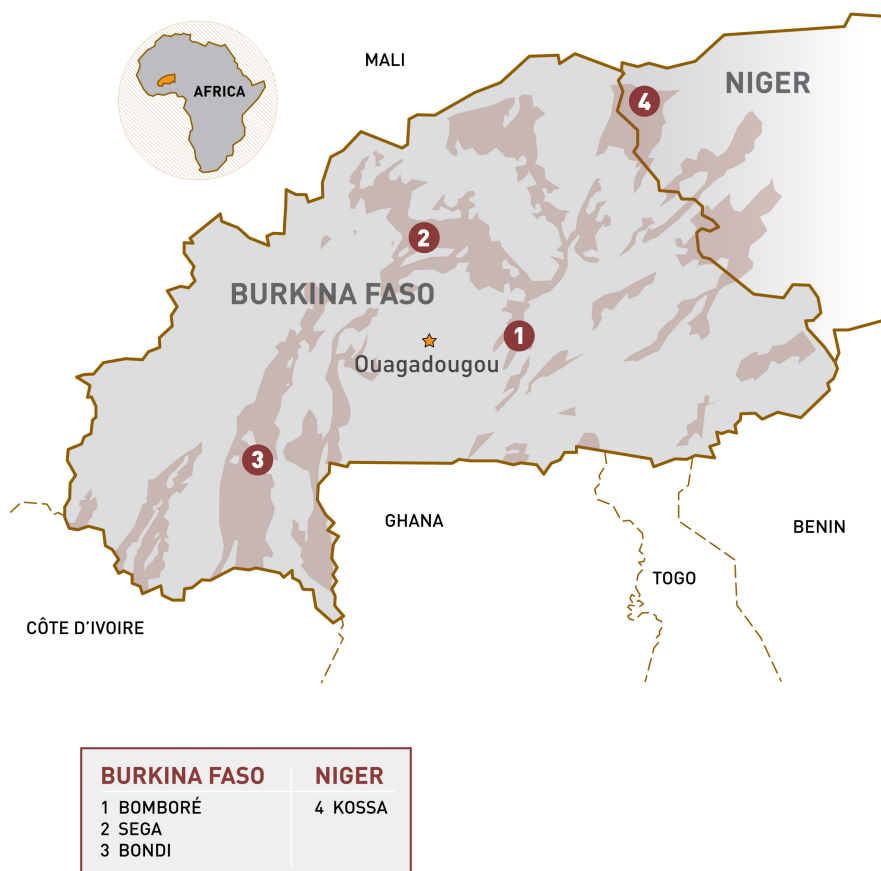 MALI
AFRICA
NIGER
4
2
BURKINA FASO
1
Ouagadougou
3
GHANA
BENIN
TOGO
CÔTE D'IVOIRE
BURKINA FASO
1 BOMBORÉ
2 SEGA
3 BONDI
NIGER
4 KOSSA